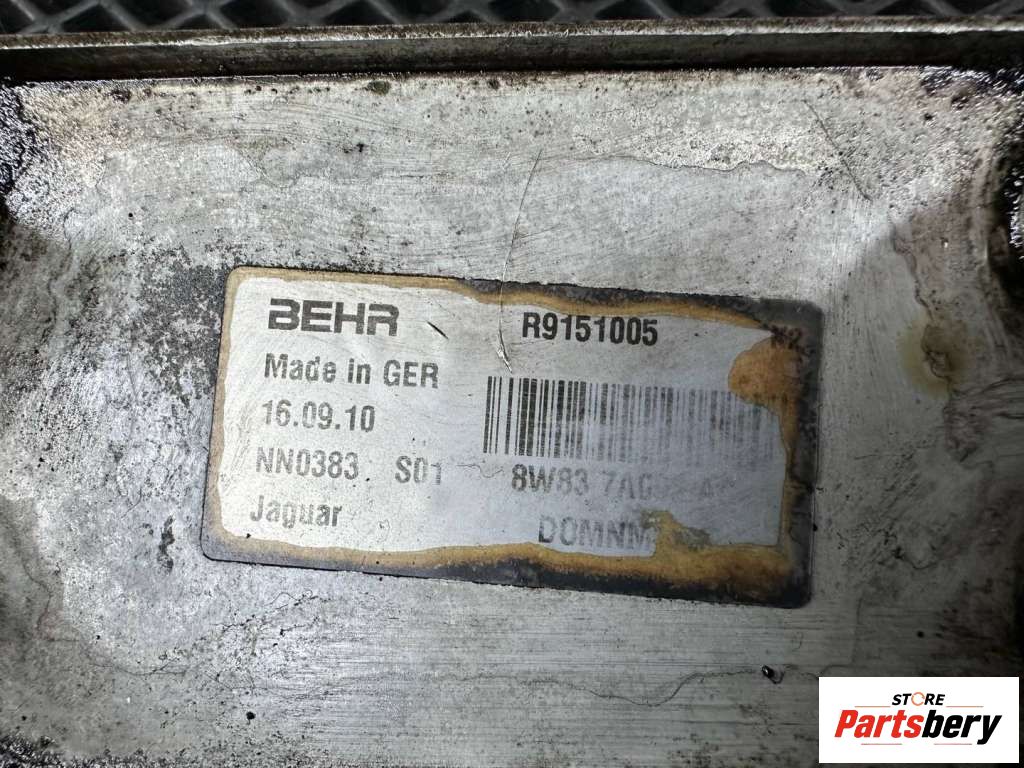 BEHR R9151005
Made in GER
16.09.10
NN0383 S01 8W83
Jaguar
STORE
Partsbery